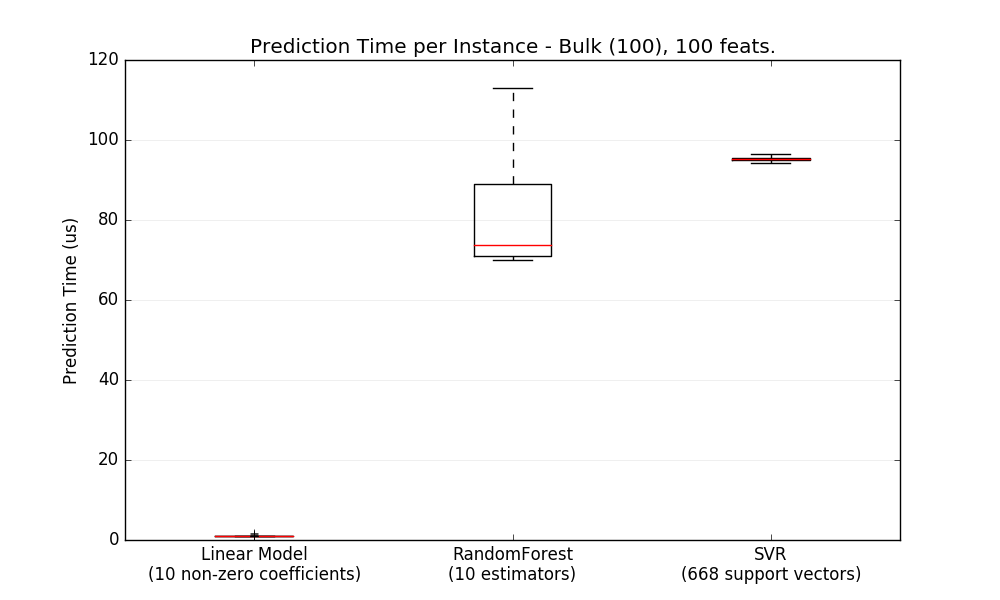 Prediction Time per Instance - Bulk (100), 100 feats.
120
100
80
60
40
20
0
Prediction Time (us)
Linear Model
(10 non-zero coefficients)
RandomForest
(10 estimators)
SVR
(668 support vectors)